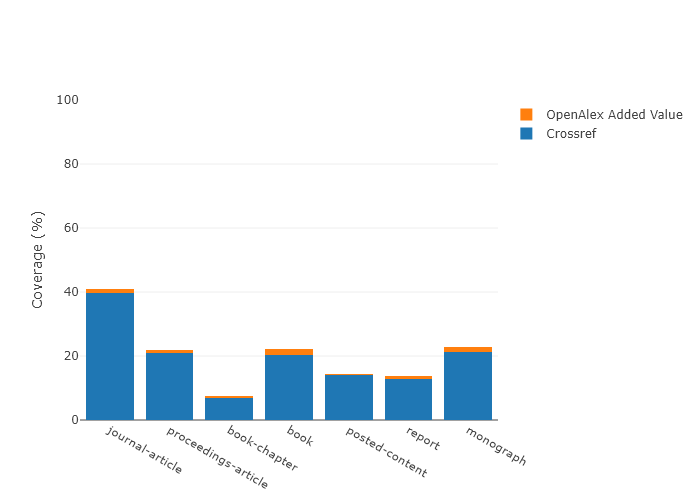 100
80
60
40
20
0
Coverage (%)
journal-article
proceedings-article
book-chapter
book
posted-content
report
monograph
OpenAlex Added Value
Crossref